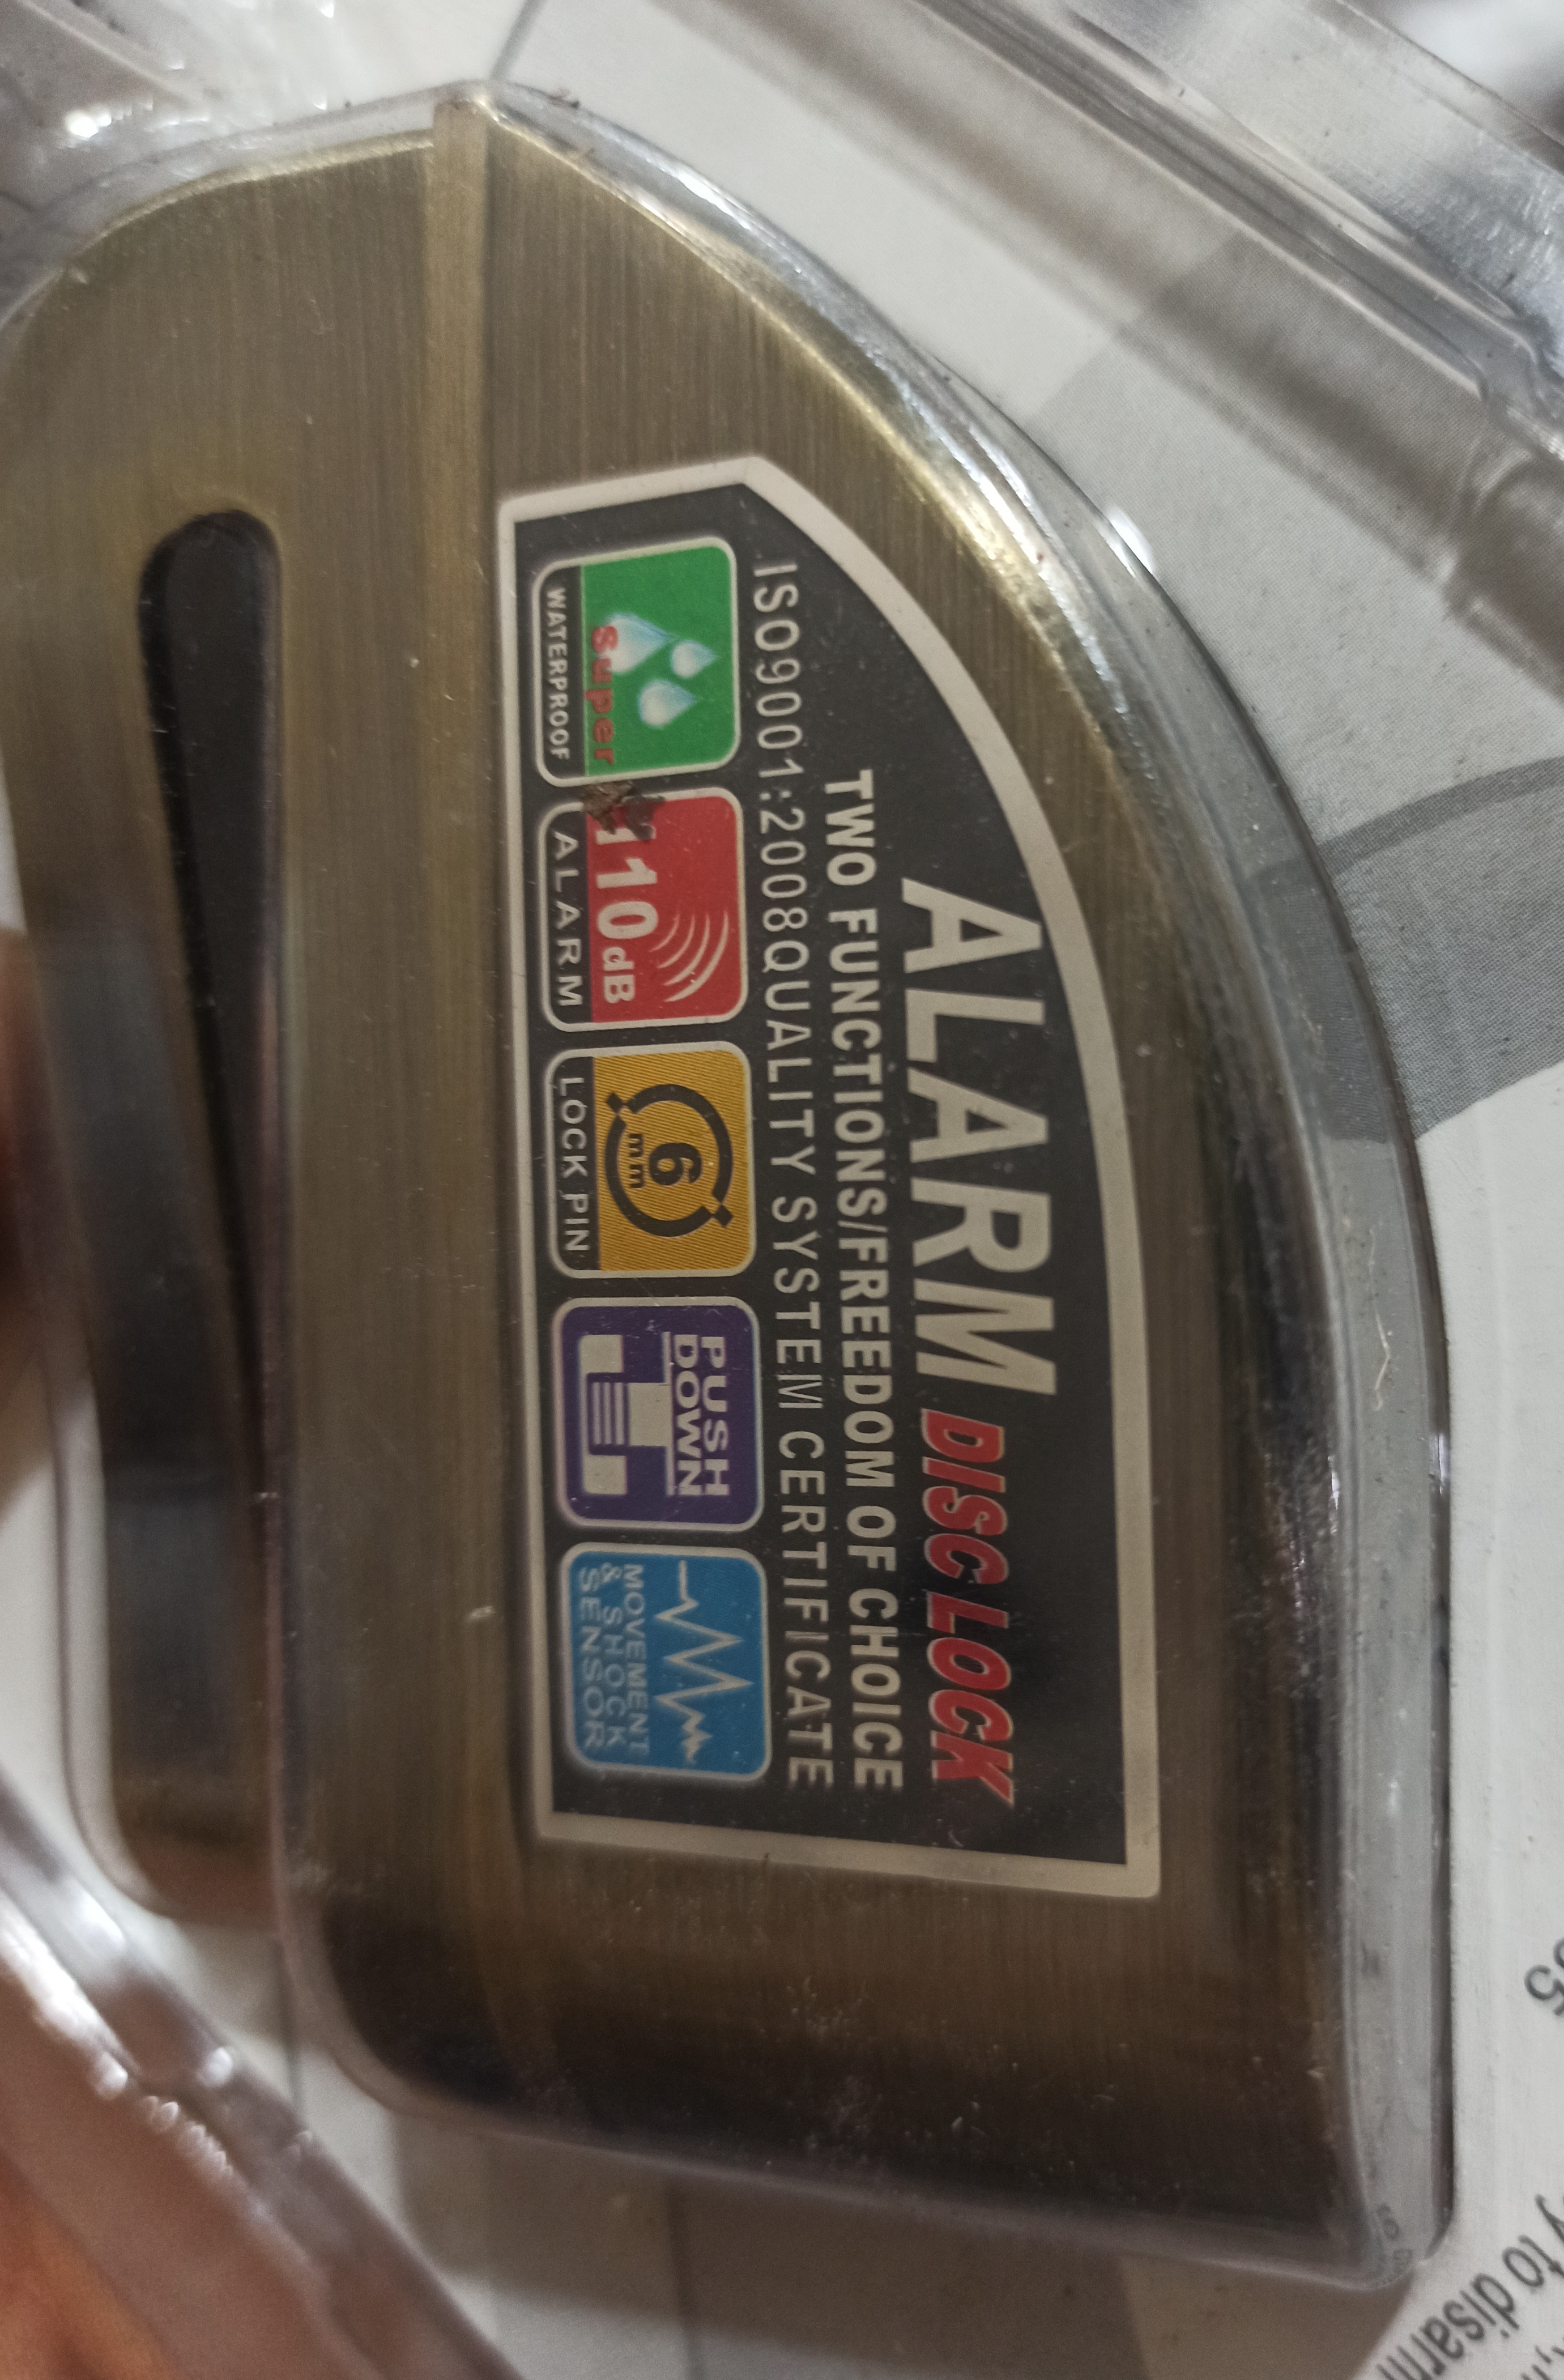 ALARM DISC LOCK
TWO FUNCTIONS/FREEDOM OF CHOICE
ISO9001:2008QUALITY SYSTEM CERTIFICATE
Super
WATERPROOF
110dB
ALARM
6
mm
LOCK PIN
PUSH
DOWN
MOVEMENT
& SHOCK
SENSOR
to disarm